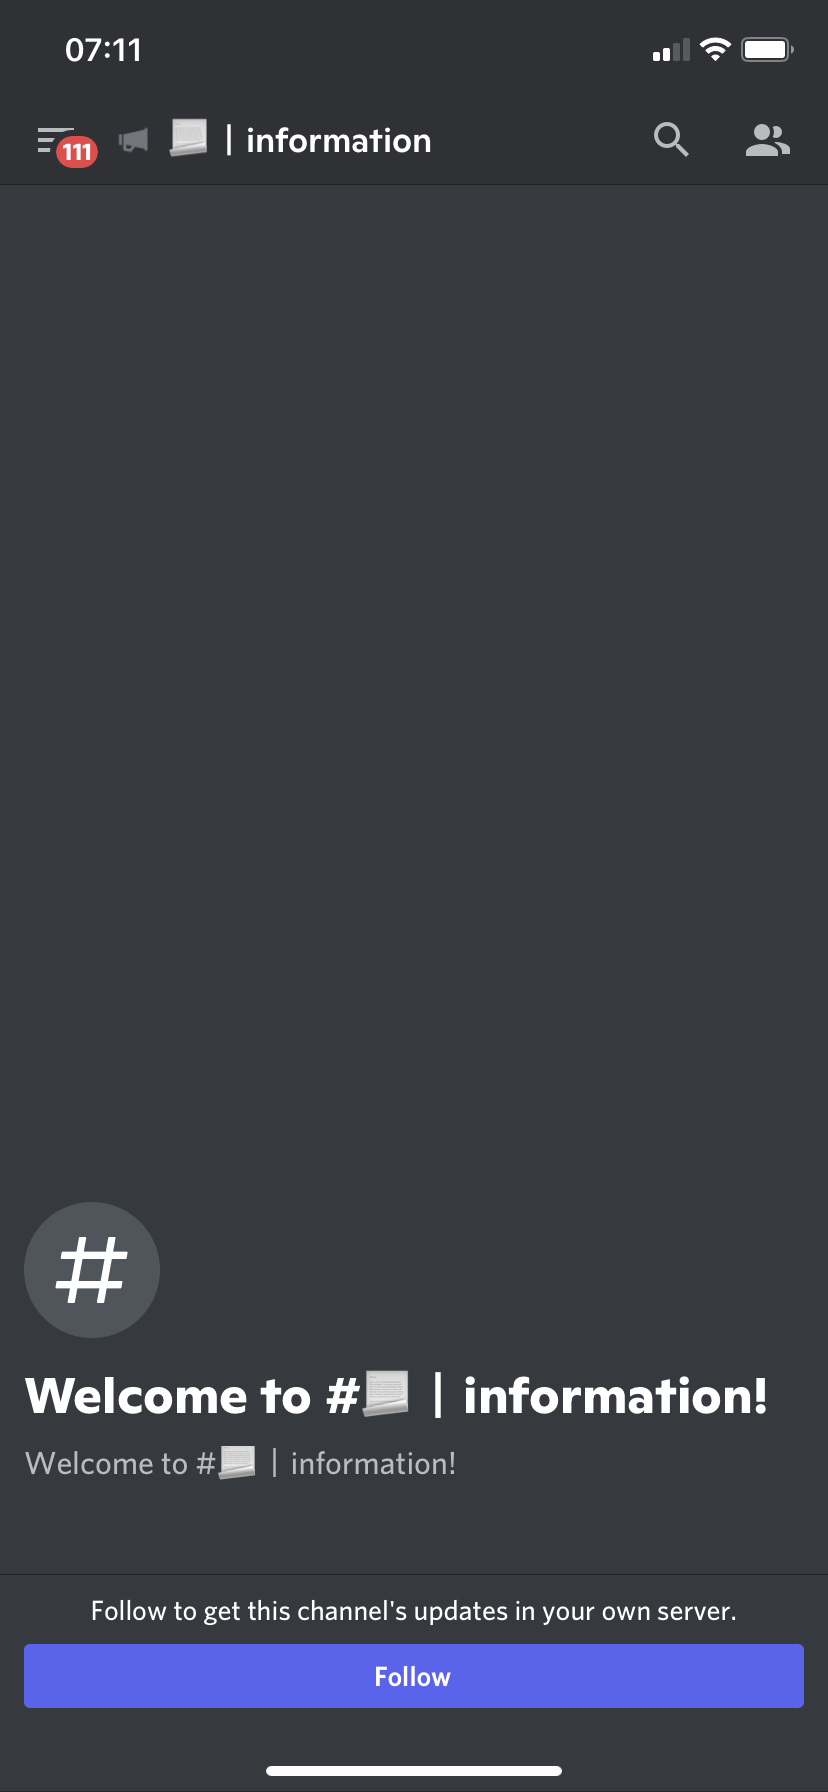 07:11
111 📃 | information
#
Welcome to #📃 | information!
Welcome to #📃 | information!
Follow to get this channel's updates in your own server.
Follow